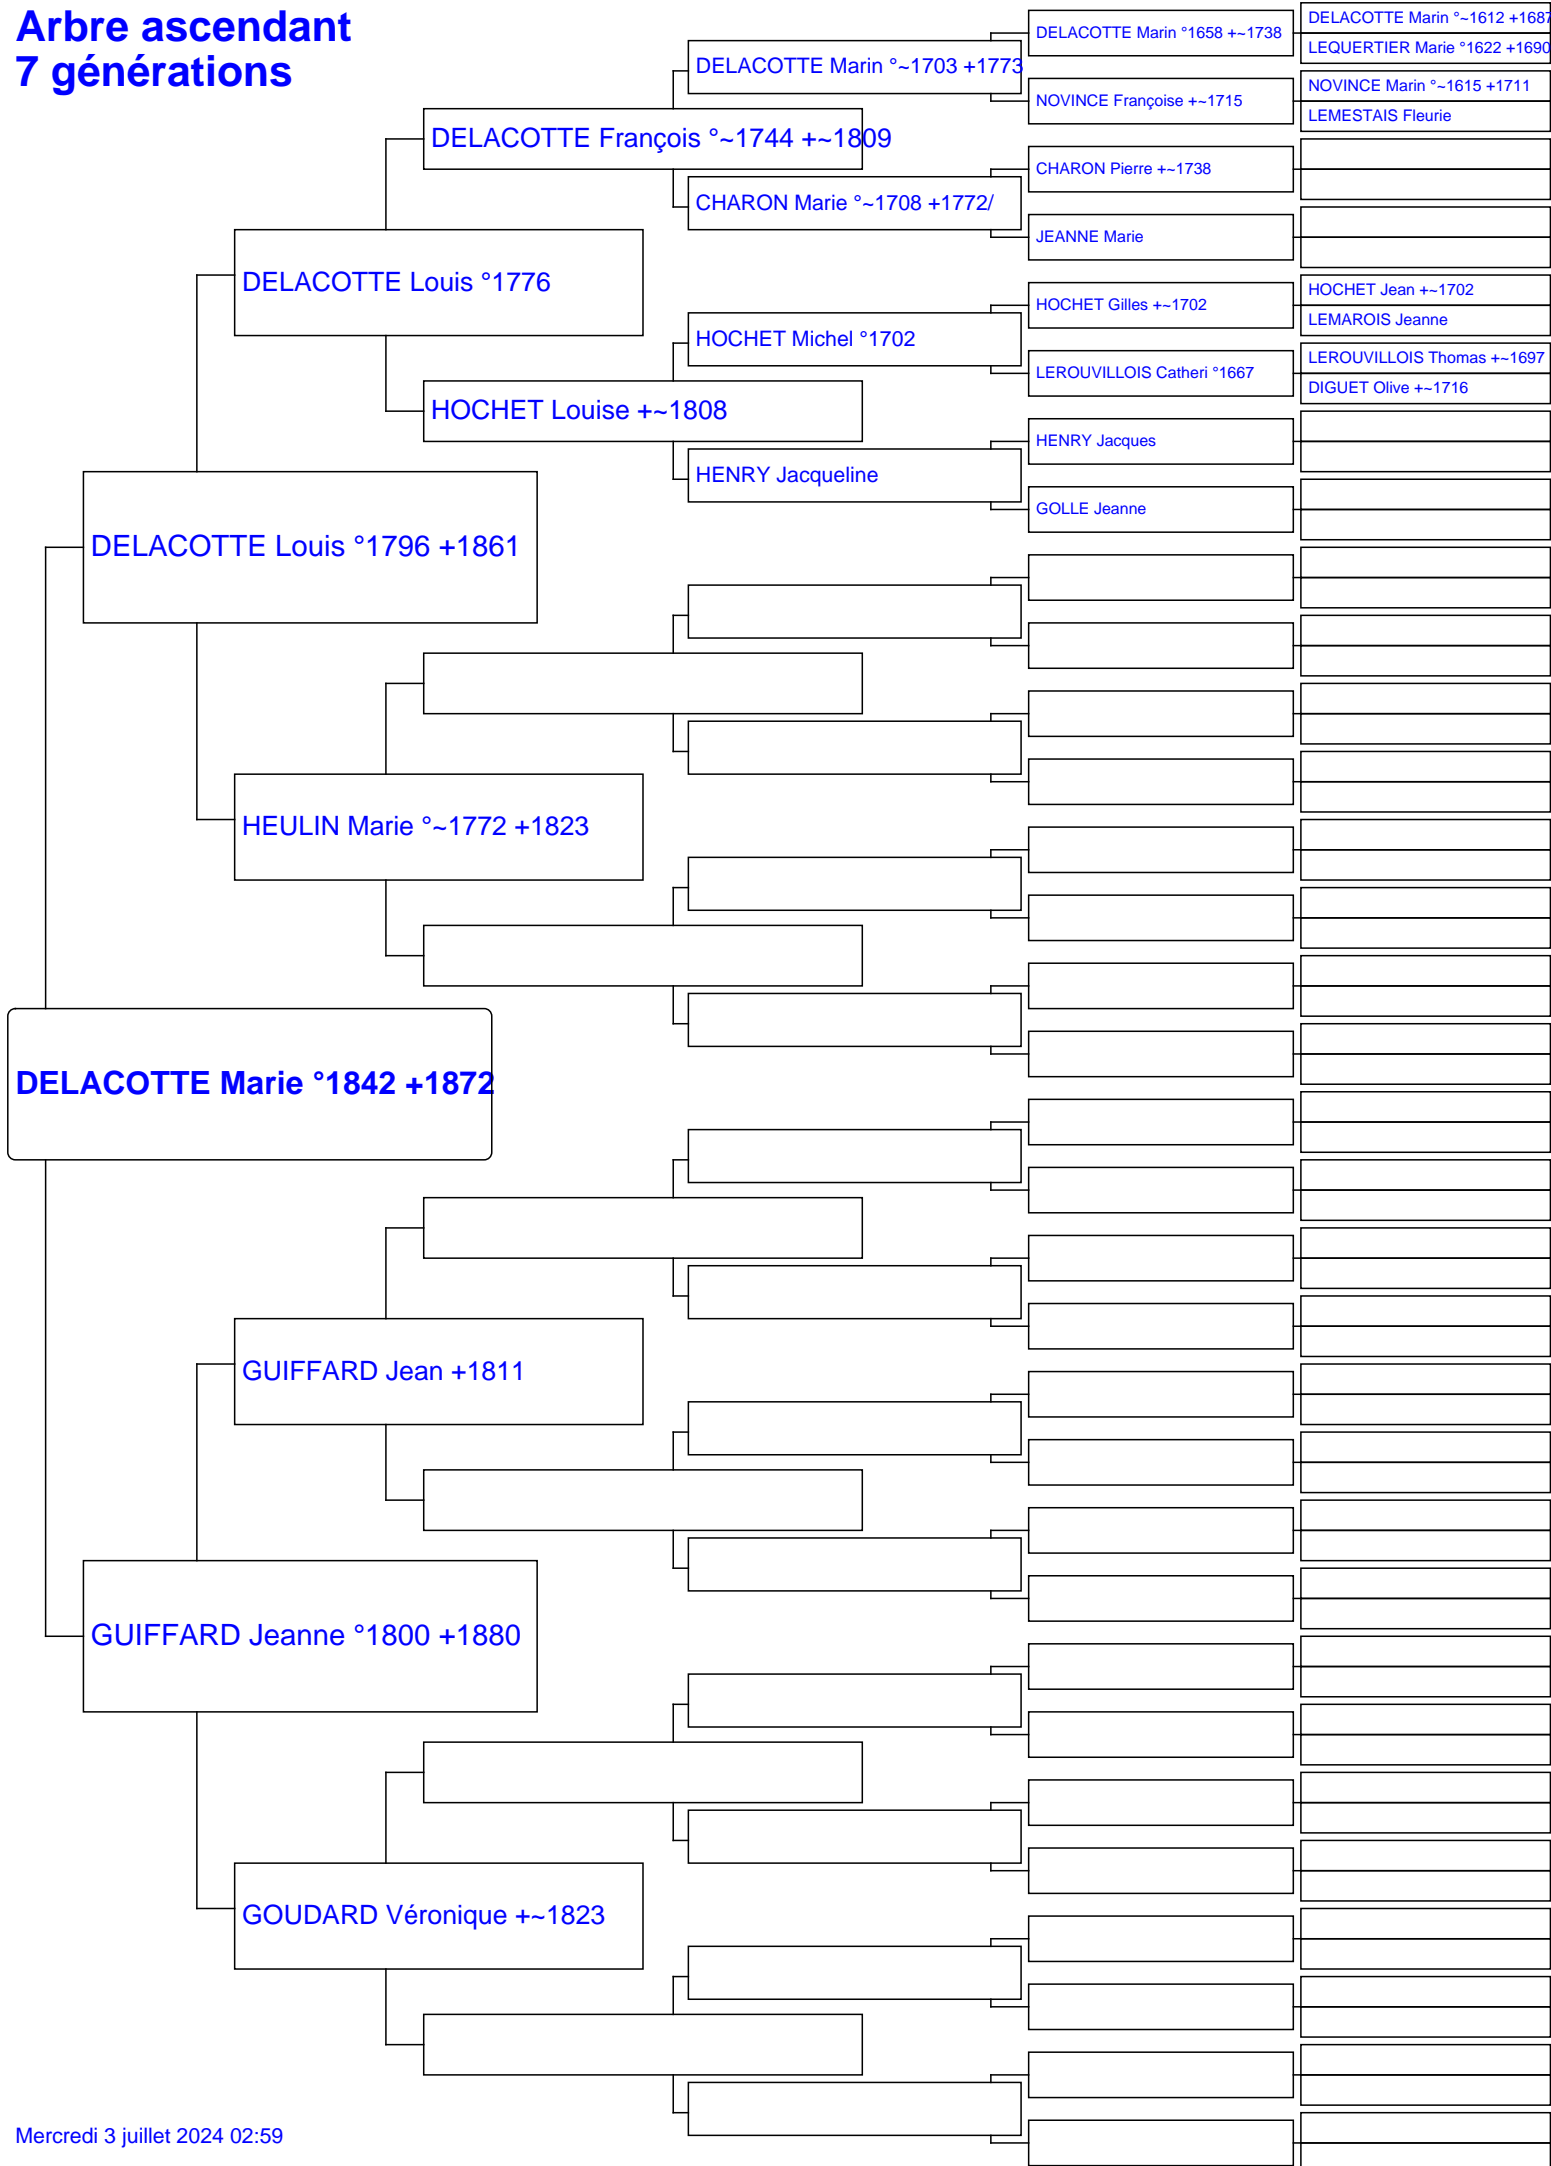 Arbre ascendant
7 générations
DELACOTTE Marie °1842 +1872
DELACOTTE Louis °1796 +1861
GUIFFARD Jeanne °1800 +1880
DELACOTTE Louis °1776
HEULIN Marie °~1772 +1823
GUIFFARD Jean +1811
GOUDARD Véronique +~1823
DELACOTTE François °~1744 +~1809
HOCHET Louise +~1808
DELACOTTE Marin °~1703 +1773
CHARON Marie °~1708 +1772/
HOCHET Michel °1702
HENRY Jacqueline
DELACOTTE Marin °1658 +~1738
NOVINCE Françoise +~1715
CHARON Pierre +~1738
JEANNE Marie
HOCHET Gilles +~1702
LEROUVILLOIS Catheri °1667
HENRY Jacques
GOLLE Jeanne
DELACOTTE Marin °~1612 +1687
LEQUERTIER Marie °1622 +1690
NOVINCE Marin °~1615 +1711
LEMESTAIS Fleurie
HOCHET Jean +~1702
LEMAROIS Jeanne
LEROUVILLOIS Thomas +~1697
DIGUET Olive +~1716
Mercredi 3 juillet 2024 02:59